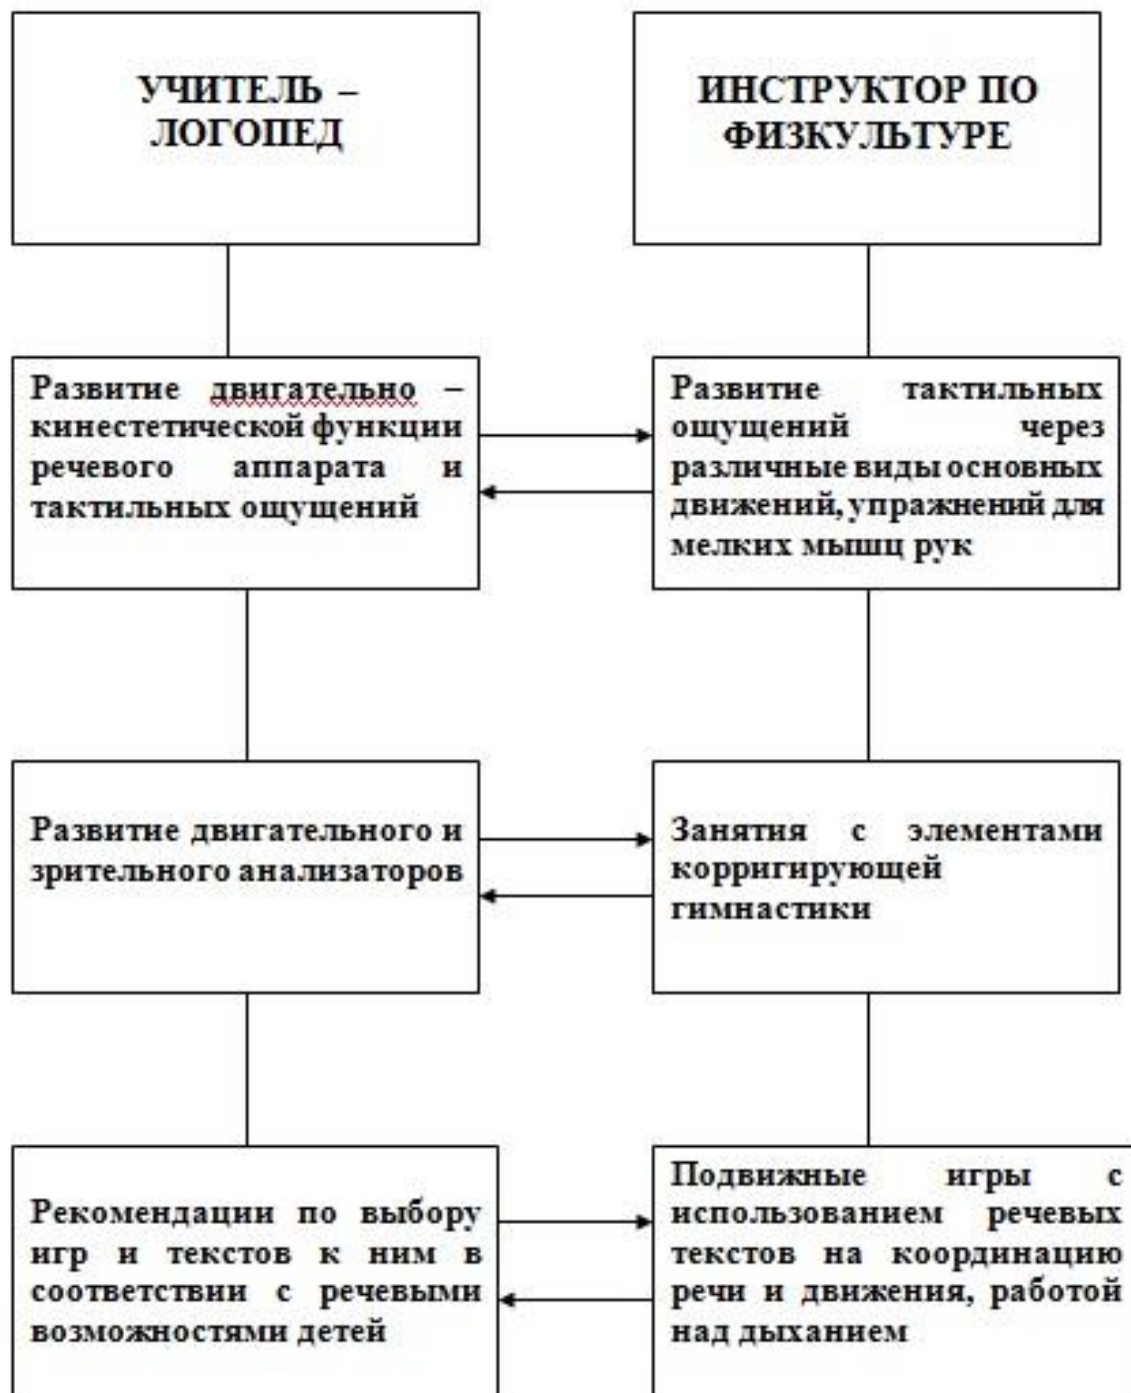 УЧИТЕЛЬ –
ЛОГОПЕД
ИНСТРУКТОР ПО
ФИЗКУЛЬТУРЕ
Развитие двигательно –
кинестетической функции
речевого аппарата и
тактильных ощущений
Развитие тактильных
ощущений через
различные виды основных
движений, упражнений для
мелких мышц рук
Развитие двигательного и
зрительного анализаторов
Занятия с элементами
корригирующей
гимнастики
Рекомендации по выбору
игр и текстов к ним в
соответствии с речевыми
возможностями детей
Подвижные игры с
использованием речевых
текстов на координацию
речи и движения, работой
над дыханием